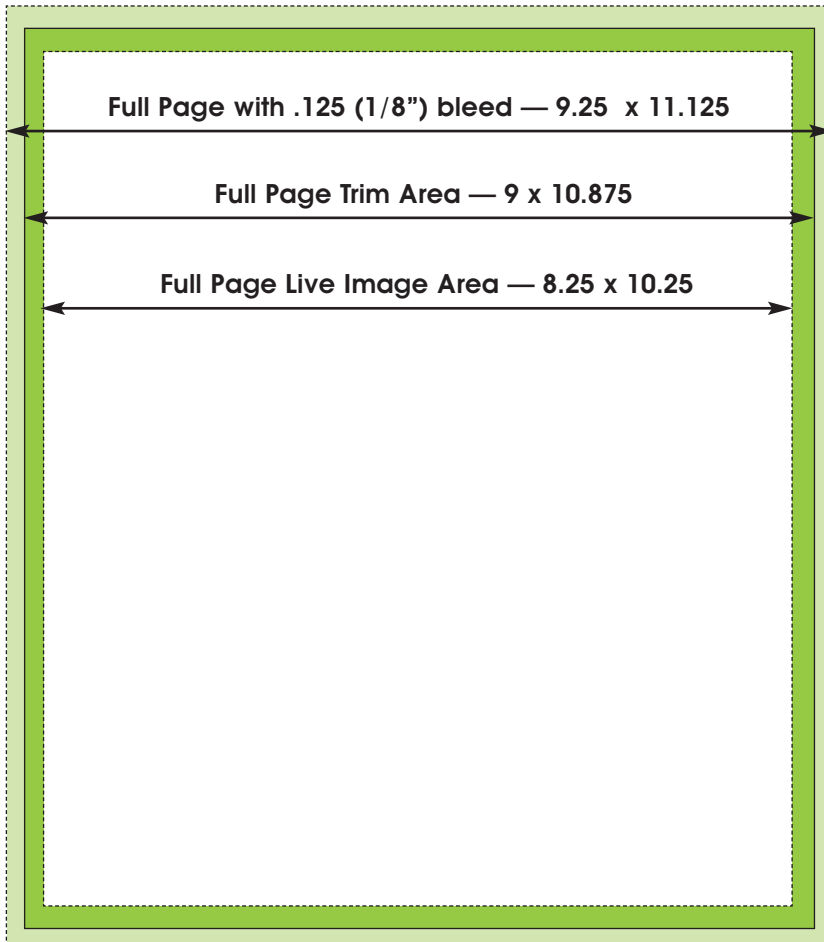 Full Page with .125 (1/8”) bleed — 9.25  x 11.125
Full Page Trim Area — 9 x 10.875
Full Page Live Image Area — 8.25 x 10.25